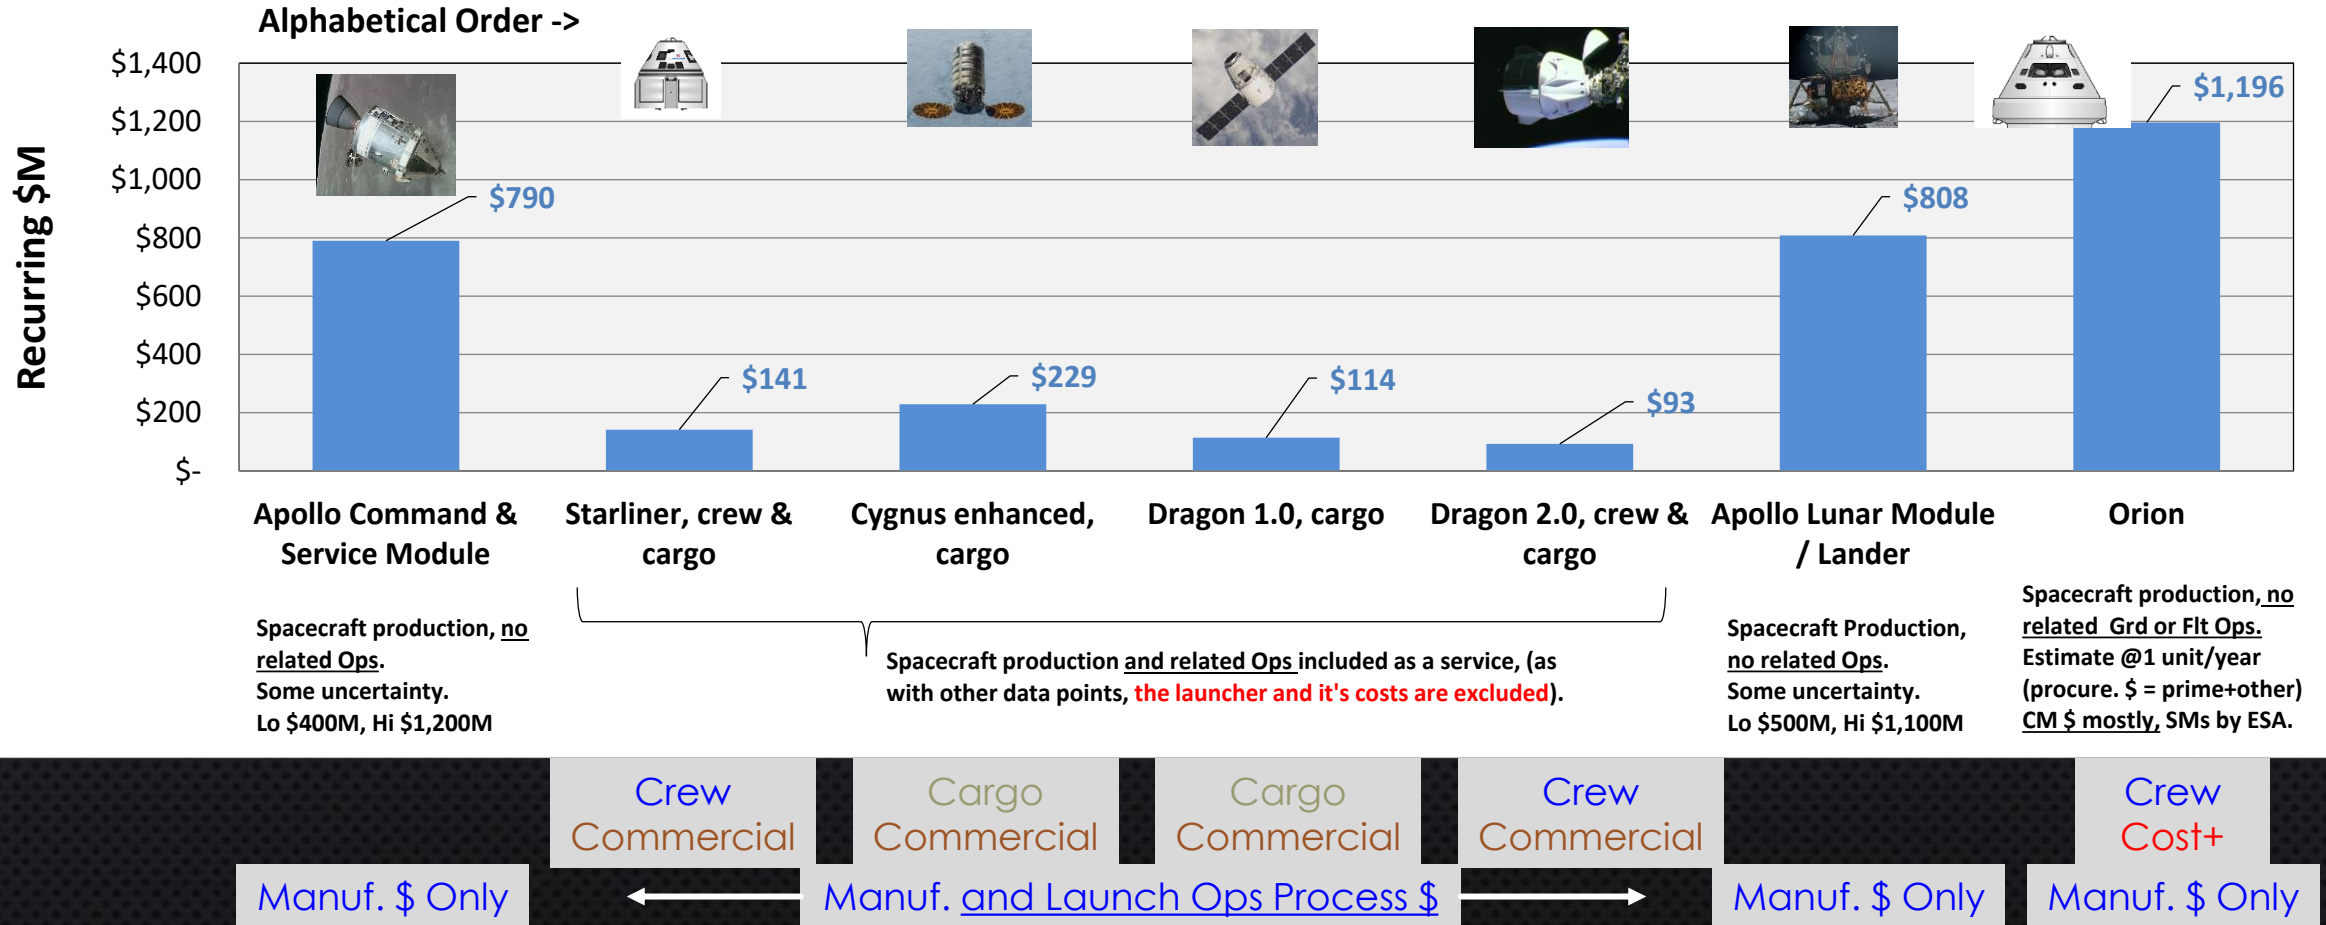 Alphabetical Order ->
Recurring $M
$1,400
$1,200
$1,000
$800
$600
$400
$200
$-
$790
$141
$229
$114
$93
$808
$1,196
Apollo Command &
Service Module
Starliner, crew &
cargo
Cygnus enhanced,
cargo
Dragon 1.0, cargo
Dragon 2.0, crew &
cargo
Apollo Lunar Module
/ Lander
Orion
Spacecraft production, no
related Ops.
Some uncertainty.
Lo $400M, Hi $1,200M
Spacecraft production and related Ops included as a service, (as
with other data points, the launcher and it's costs are excluded).
Spacecraft Production,
no related Ops.
Some uncertainty.
Lo $500M, Hi $1,100M
Spacecraft production, no
related Grd or Flt Ops.
Estimate @1 unit/year
(procure. $ = prime+other)
CM $ mostly, SMs by ESA.
Crew
Commercial
Cargo
Commercial
Cargo
Commercial
Crew
Commercial
Crew
Cost+
Manuf. $ Only
Manuf. and Launch Ops Process $
Manuf. $ Only
Manuf. $ Only